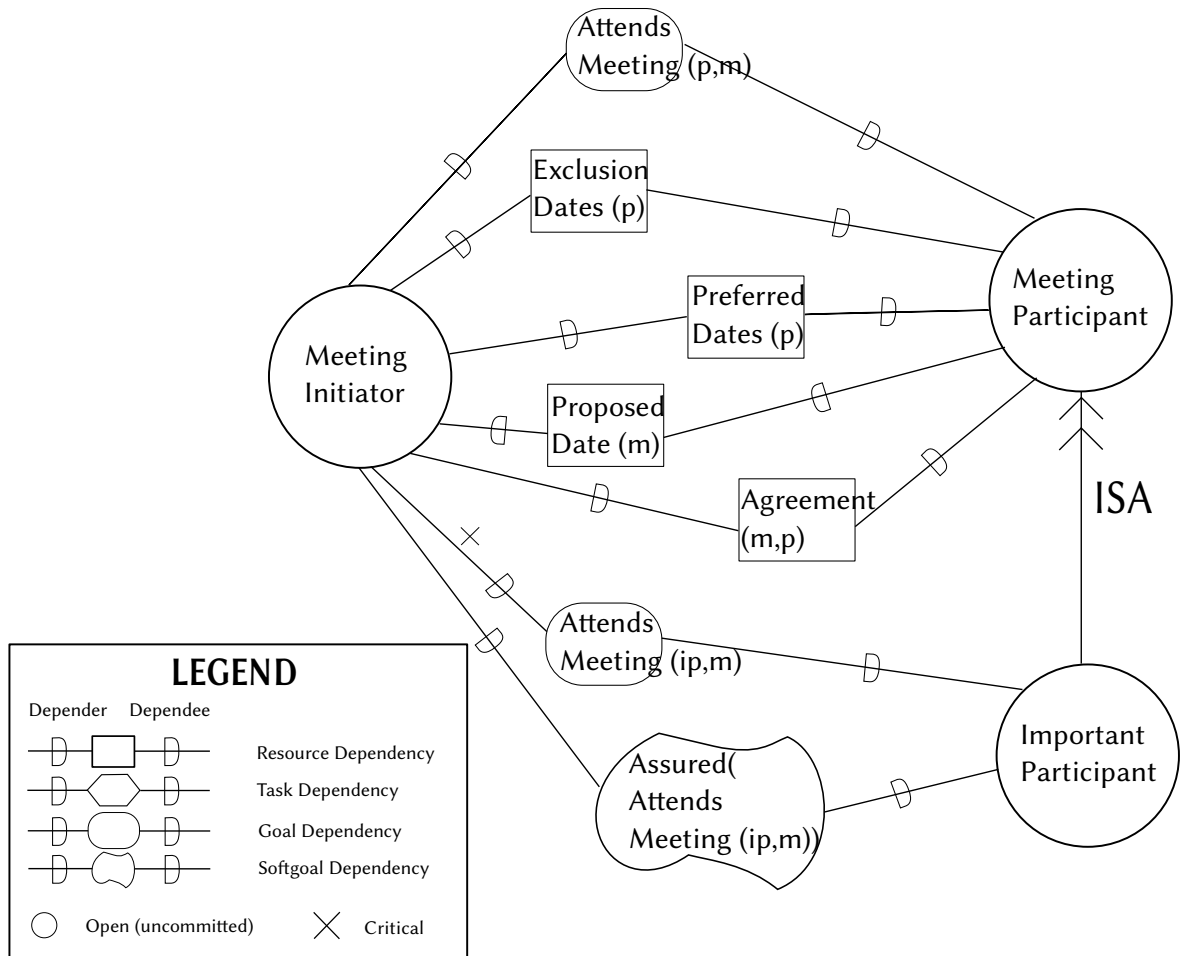 Attends
Meeting (p,m)
Exclusion
Dates (p)
Preferred
Dates (p)
Meeting
Participant
Meeting
Initiator
Proposed
Date (m)
Agreement
(m,p)
ISA
Attends
Meeting (ip,m)
Assured(
Attends
Meeting (ip,m))
Important
Participant
LEGEND
Depender Dependee
Resource Dependency
Task Dependency
Goal Dependency
Softgoal Dependency
Open (uncommitted) Critical